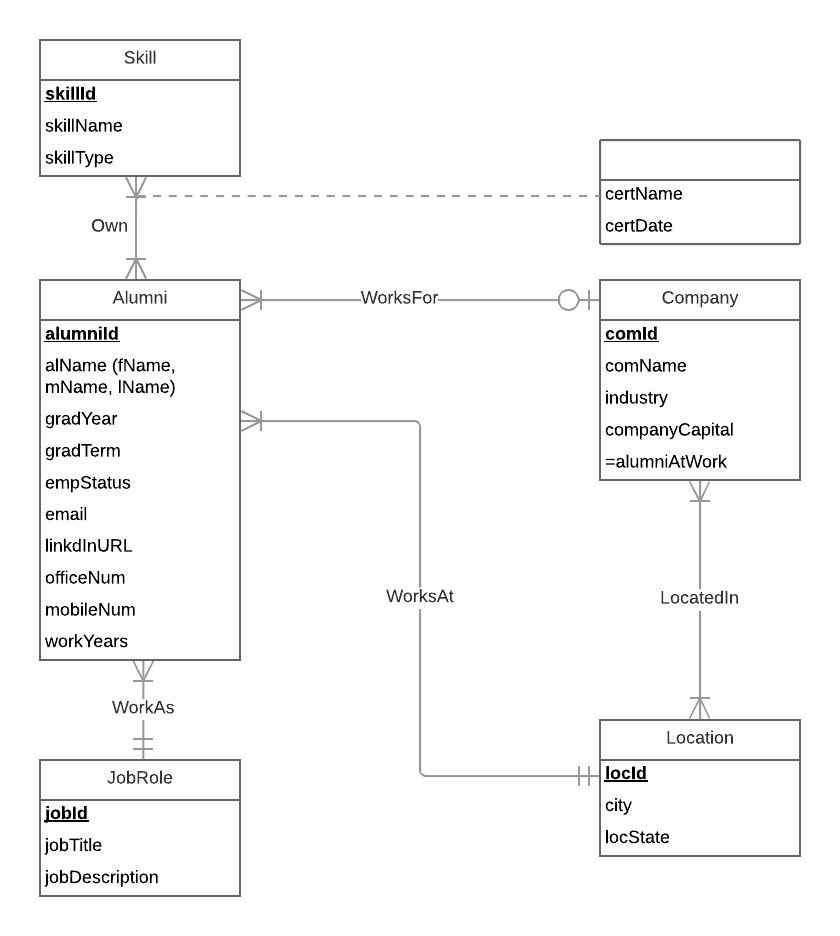 Skill
skillId
skillName
skillType
certName
certDate
Own
Alumni
alumniId
alName (fName,
mName, lName)
gradYear
gradTerm
empStatus
email
linkdInURL
officeNum
mobileNum
workYears
WorksFor
Company
comId
comName
industry
companyCapital
=alumniAtWork
WorksAt
LocatedIn
WorkAs
JobRole
jobId
jobTitle
jobDescription
Location
locId
city
locState